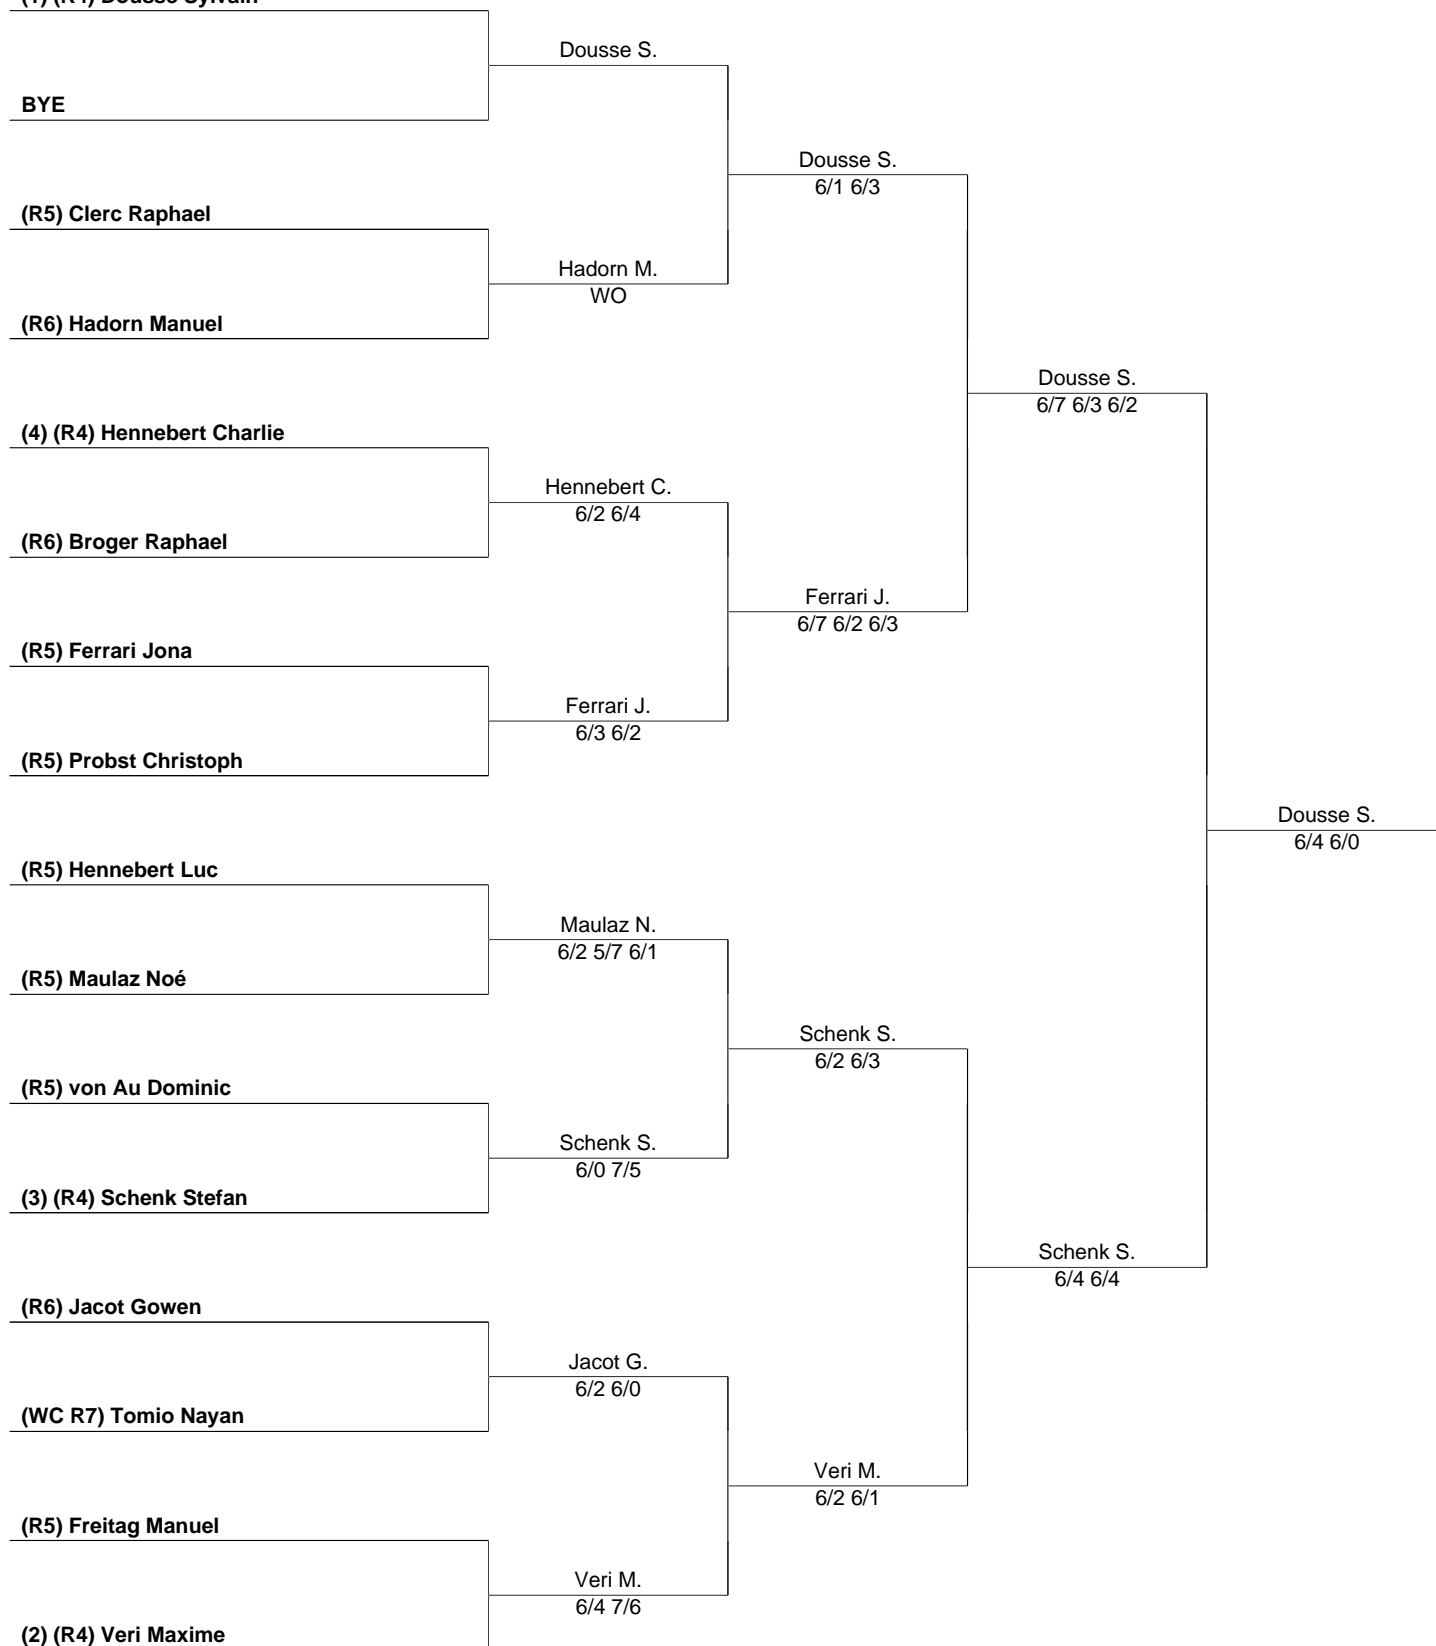 (1) (R4) Dousse Sylvain
Dousse S.
BYE
Dousse S.
6/1 6/3
(R5) Clerc Raphael
Hadorn M.
WO
(R6) Hadorn Manuel
Dousse S.
6/7 6/3 6/2
(4) (R4) Hennebert Charlie
Hennebert C.
6/2 6/4
(R6) Broger Raphael
Ferrari J.
6/7 6/2 6/3
(R5) Ferrari Jona
Ferrari J.
6/3 6/2
(R5) Probst Christoph
Dousse S.
6/4 6/0
(R5) Hennebert Luc
Maulaz N.
6/2 5/7 6/1
(R5) Maulaz Noé
Schenk S.
6/2 6/3
(R5) von Au Dominic
Schenk S.
6/0 7/5
(3) (R4) Schenk Stefan
Schenk S.
6/4 6/4
(R6) Jacot Gowen
Jacot G.
6/2 6/0
(WC R7) Tomio Nayan
Veri M.
6/2 6/1
(R5) Freitag Manuel
Veri M.
6/4 7/6
(2) (R4) Veri Maxime